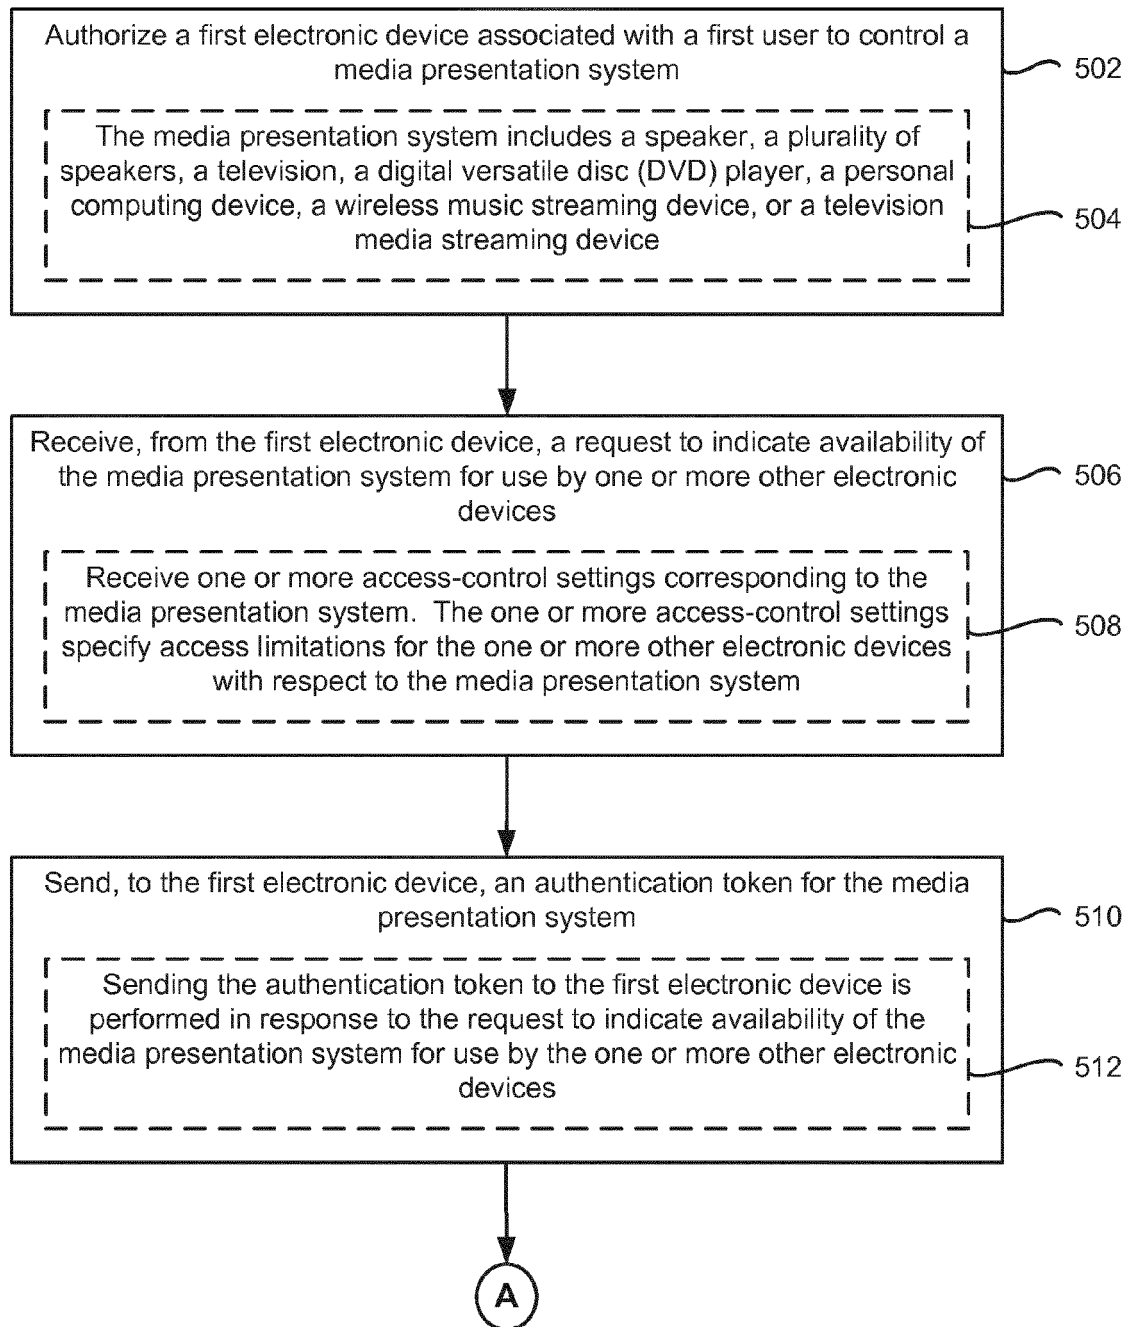 Authorize a first electronic device associated with a first user to control a
media presentation system
502
The media presentation system includes a speaker, a plurality of
speakers, a television, a digital versatile disc (DVD) player, a personal
computing device, a wireless music streaming device, or a television
media streaming device
504
Receive, from the first electronic device, a request to indicate availability of
the media presentation system for use by one or more other electronic
devices
506
Receive one or more access-control settings corresponding to the
media presentation system.  The one or more access-control settings
specify access limitations for the one or more other electronic devices
with respect to the media presentation system
508
Send, to the first electronic device, an authentication token for the media
presentation system
510
Sending the authentication token to the first electronic device is
performed in response to the request to indicate availability of the
media presentation system for use by the one or more other electronic
devices
512
A